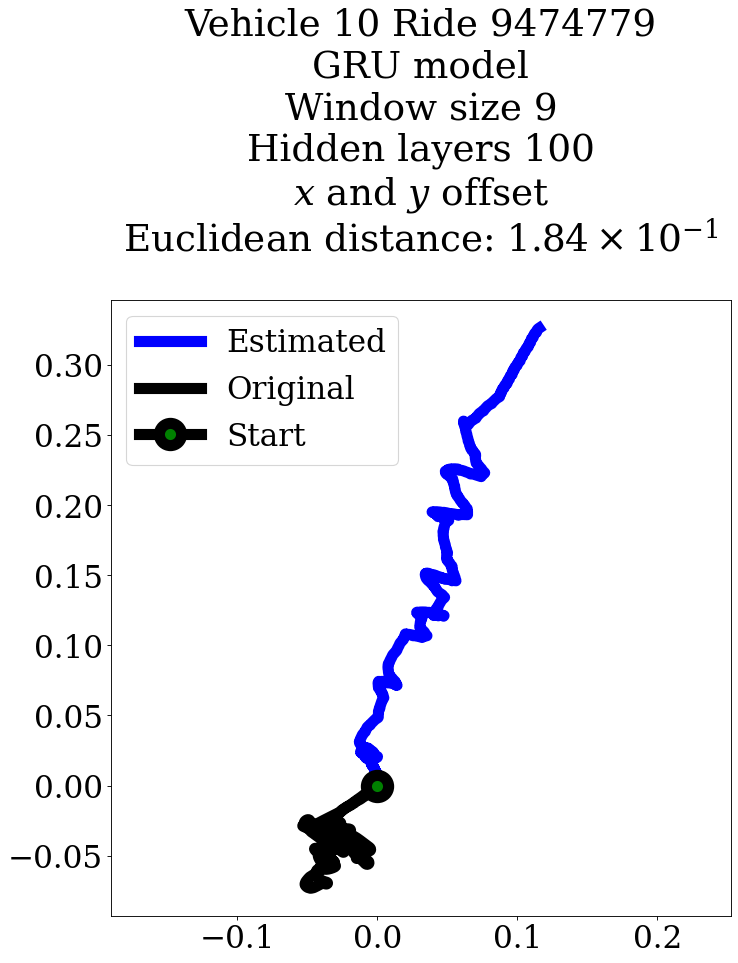 Vehicle 10 Ride 9474779
GRU model
Window size 9
Hidden layers 100
x and y offset
Euclidean distance: 1.84 × 10⁻¹
Estimated
Original
Start
0.30
0.25
0.20
0.15
0.10
0.05
0.00
−0.05
−0.1 0.0 0.1 0.2